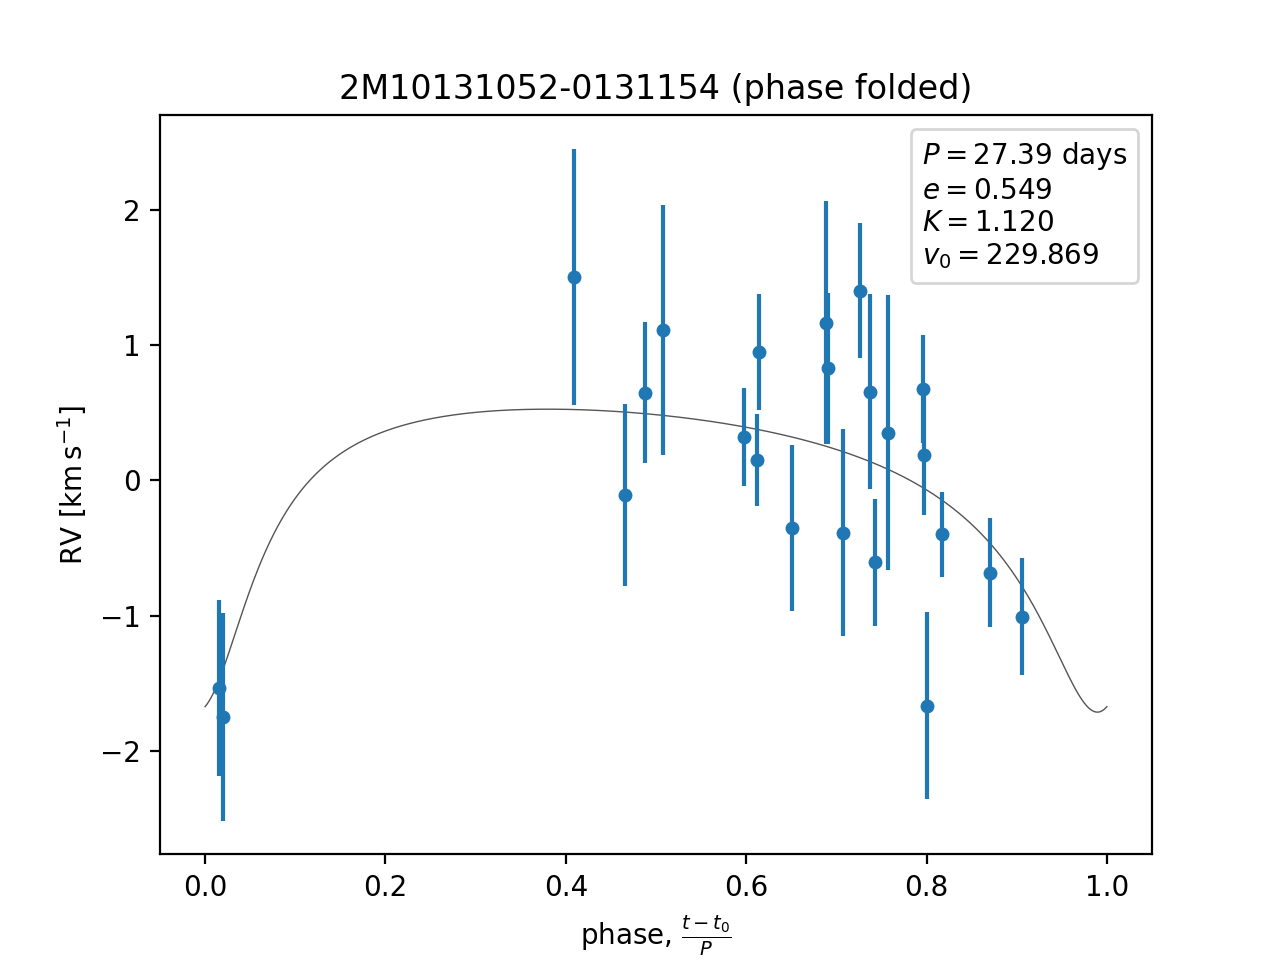 2M10131052-0131154 (phase folded)
P = 27.39 days
e = 0.549
K = 1.120
v₀ = 229.869
2
1
0
−1
−2
RV [km s⁻¹]
0.0 0.2 0.4 0.6 0.8 1.0
phase, (t − t₀)/P